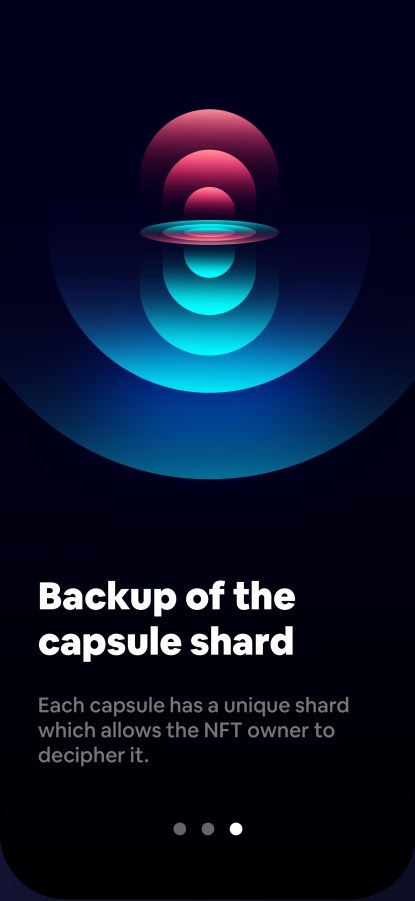 Backup of the
capsule shard
Each capsule has a unique shard
which allows the NFT owner to
decipher it.